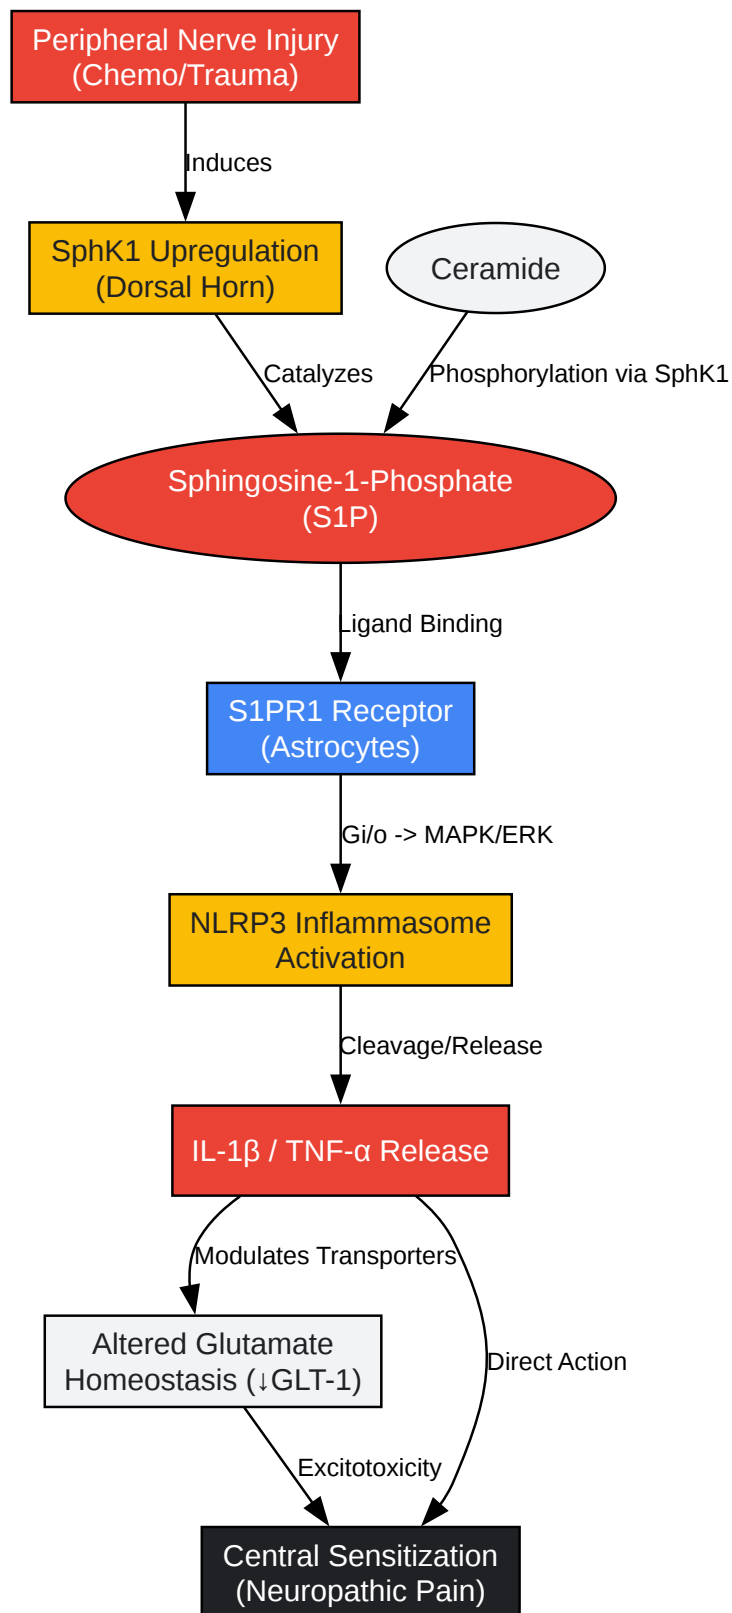 Peripheral Nerve Injury
(Chemo/Trauma)
Induces
SphK1 Upregulation
(Dorsal Horn)
Ceramide
Catalyzes
Phosphorylation via SphK1
Sphingosine-1-Phosphate
(S1P)
Ligand Binding
S1PR1 Receptor
(Astrocytes)
Gi/o -> MAPK/ERK
NLRP3 Inflammasome
Activation
Cleavage/Release
IL-1β / TNF-α Release
Modulates Transporters
Altered Glutamate
Homeostasis (↓GLT-1)
Direct Action
Excitotoxicity
Central Sensitization
(Neuropathic Pain)